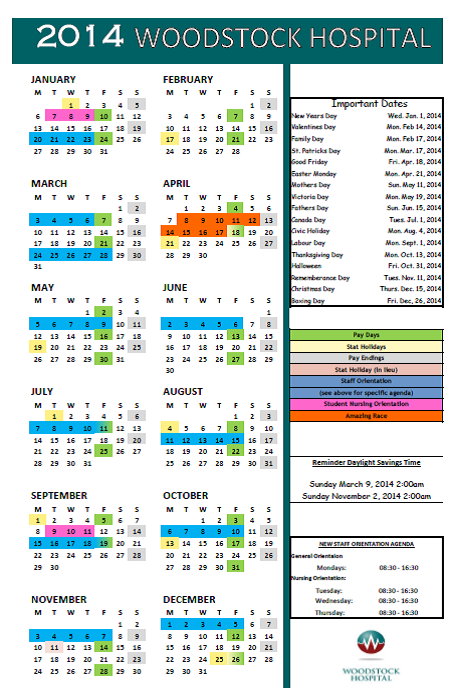 2014 WOODSTOCK HOSPITAL
JANUARY
M T W T F S S
1 2 3 4 5
6 7 8 9 10 11 12
13 14 15 16 17 18 19
20 21 22 23 24 25 26
27 28 29 30 31
FEBRUARY
M T W T F S S
1 2
3 4 5 6 7 8 9
10 11 12 13 14 15 16
17 18 19 20 21 22 23
24 25 26 27 28
MARCH
M T W T F S S
1 2
3 4 5 6 7 8 9
10 11 12 13 14 15 16
17 18 19 20 21 22 23
24 25 26 27 28 29 30
31
APRIL
M T W T F S S
1 2 3 4 5 6
7 8 9 10 11 12 13
14 15 16 17 18 19 20
21 22 23 24 25 26 27
28 29 30
MAY
M T W T F S S
1 2 3 4
5 6 7 8 9 10 11
12 13 14 15 16 17 18
19 20 21 22 23 24 25
26 27 28 29 30 31
JUNE
M T W T F S S
1
2 3 4 5 6 7 8
9 10 11 12 13 14 15
16 17 18 19 20 21 22
23 24 25 26 27 28 29
30
JULY
M T W T F S S
1 2 3 4 5 6
7 8 9 10 11 12 13
14 15 16 17 18 19 20
21 22 23 24 25 26 27
28 29 30 31
AUGUST
M T W T F S S
1 2 3
4 5 6 7 8 9 10
11 12 13 14 15 16 17
18 19 20 21 22 23 24
25 26 27 28 29 30 31
SEPTEMBER
M T W T F S S
1 2 3 4 5 6 7
8 9 10 11 12 13 14
15 16 17 18 19 20 21
22 23 24 25 26 27 28
29 30
OCTOBER
M T W T F S S
1 2 3 4 5
6 7 8 9 10 11 12
13 14 15 16 17 18 19
20 21 22 23 24 25 26
27 28 29 30 31
NOVEMBER
M T W T F S S
1 2
3 4 5 6 7 8 9
10 11 12 13 14 15 16
17 18 19 20 21 22 23
24 25 26 27 28 29 30
DECEMBER
M T W T F S S
1 2 3 4 5 6 7
8 9 10 11 12 13 14
15 16 17 18 19 20 21
22 23 24 25 26 27 28
29 30 31
Important Dates
New Years Day Wed. Jan. 1, 2014
Valentines Day Mon. Feb 14, 2014
Family Day Mon. Feb 17, 2014
St. Patricks Day Mon. Mar. 17, 2014
Good Friday Fri. Apr. 18, 2014
Easter Monday Mon. Apr. 21, 2014
Mothers Day Sun. May 11, 2014
Victoria Day Mon. May 19, 2014
Fathers Day Sun. Jun. 15, 2014
Canada Day Tues. Jul. 1, 2014
Civic Holiday Mon. Aug. 4, 2014
Labour Day Mon. Sept. 1, 2014
Thanksgiving Day Mon. Oct. 13, 2014
Halloween Fri. Oct. 31, 2014
Rememberance Day Tues. Nov. 11, 2014
Christmas Day Thurs. Dec. 15, 2014
Boxing Day Fri. Dec. 26, 2014
Pay Days
Stat Holidays
Pay Endings
Stat Holiday (In lieu)
Staff Orientation
(see above for specific agenda)
Student Nursing Orientation
Amazing Race
Reminder Daylight Savings Time
Sunday March 9, 2014 2:00am
Sunday November 2, 2014 2:00am
NEW STAFF ORIENTATION AGENDA
General Orientation
Mondays: 08:30 - 16:30
Nursing Orientation:
Tuesday: 08:30 - 16:30
Wednesday: 08:30 - 16:30
Thursday: 08:30 - 16:30
WOODSTOCK
HOSPITAL